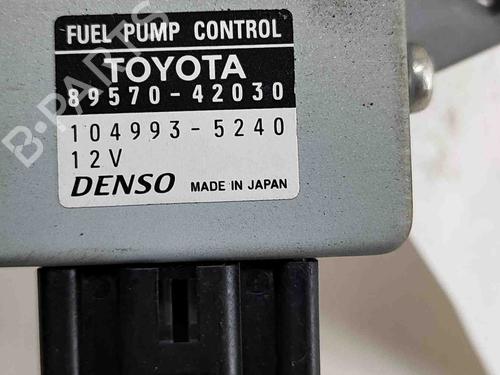 FUEL PUMP CONTROL
TOYOTA
89570-42030
104993-5240
12V
DENSO MADE IN JAPAN
B-PARTS